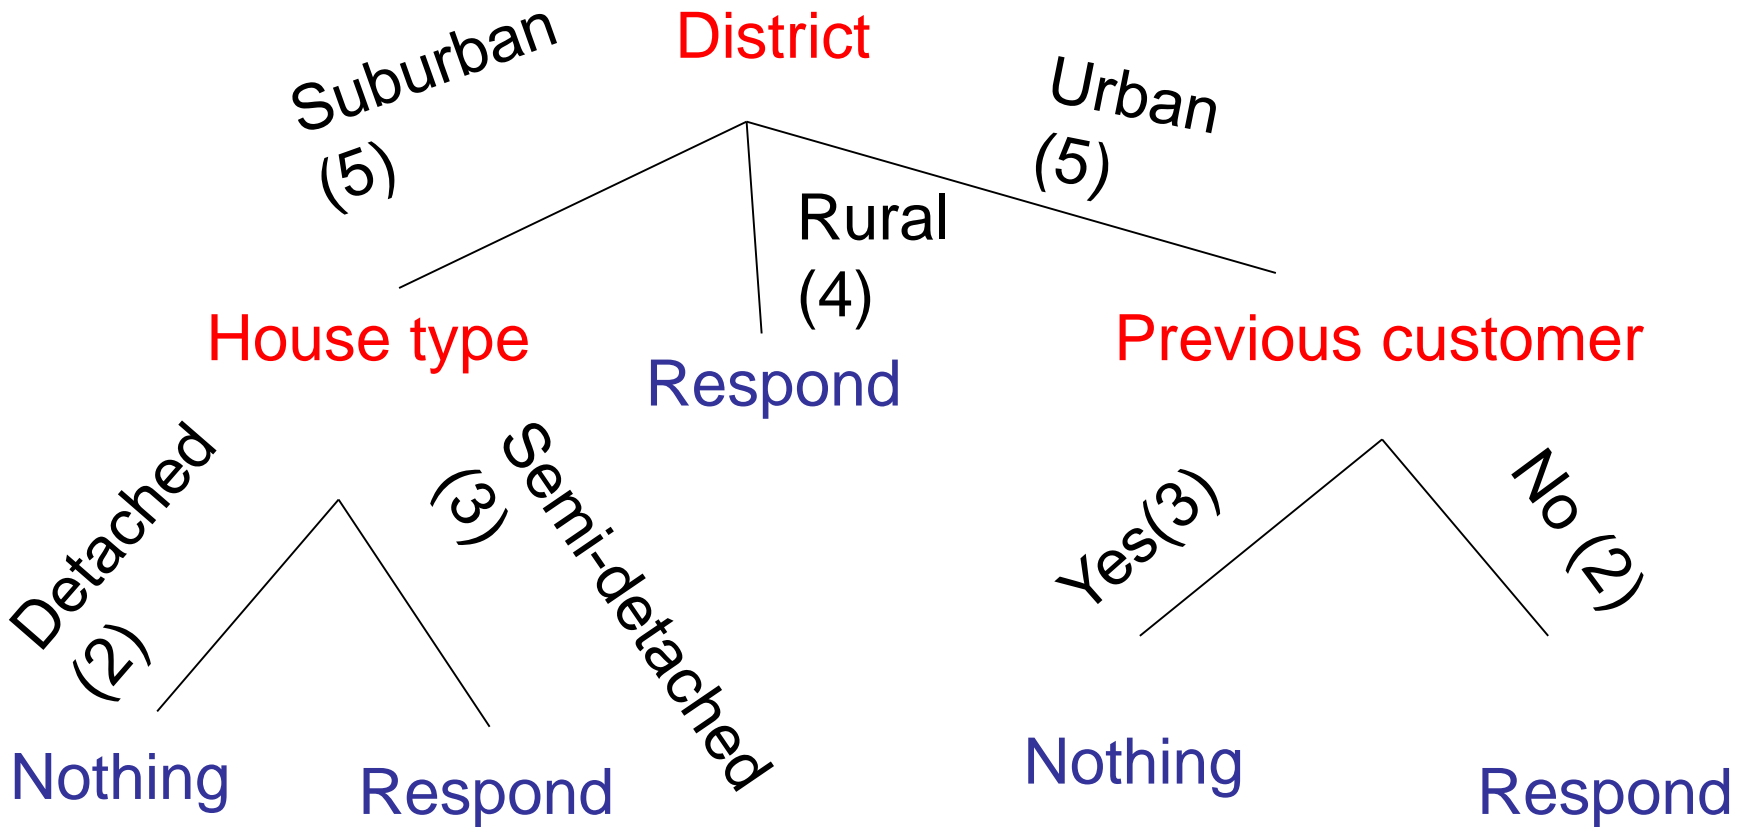 District
Suburban
(5)
Urban
(5)
Rural
(4)
House type
Respond
Previous customer
Detached
(2)
Semi-detached
(3)
Yes(3)
No (2)
Nothing
Respond
Nothing
Respond